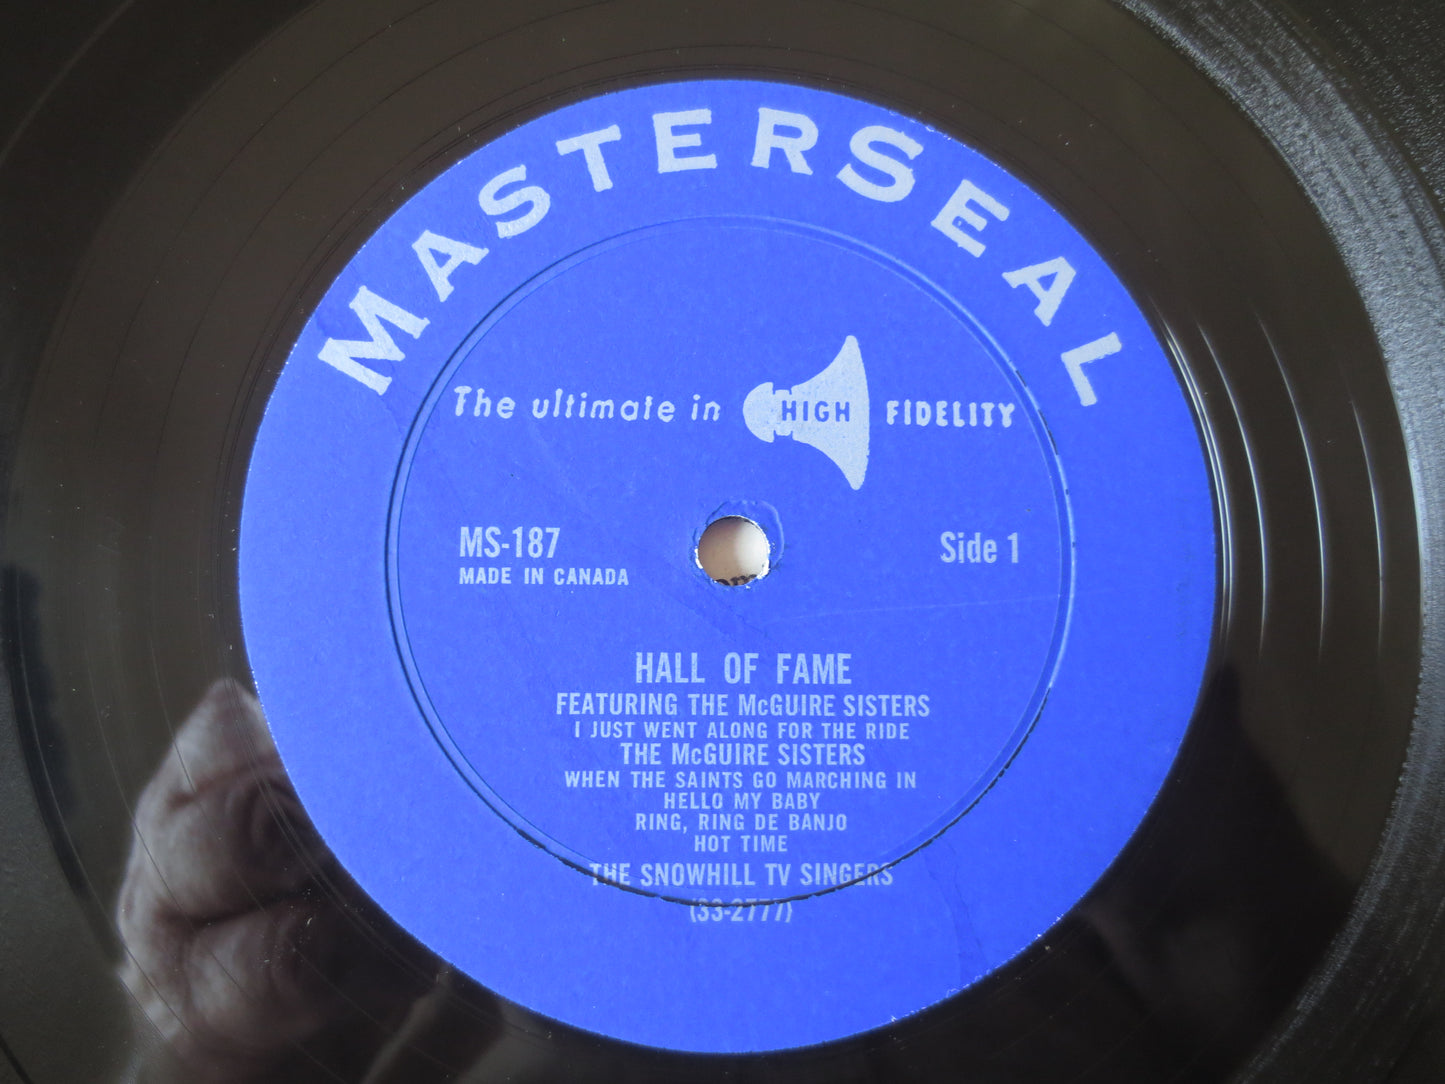 MASTERSEAL
The ultimate in HIGH FIDELITY
MS-187
MADE IN CANADA
Side 1
HALL OF FAME
FEATURING THE McGUIRE SISTERS
I JUST WENT ALONG FOR THE RIDE
THE McGUIRE SISTERS
WHEN THE SAINTS GO MARCHING IN
HELLO MY BABY
RING, RING DE BANJO
HOT TIME
THE SNOWHILL TV SINGERS
(33-2777)